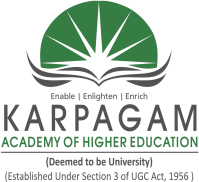 Enable | Enlighten | Enrich
KARPAGAM
ACADEMY OF HIGHER EDUCATION
(Deemed to be University)
(Established Under Section 3 of UGC Act, 1956 )